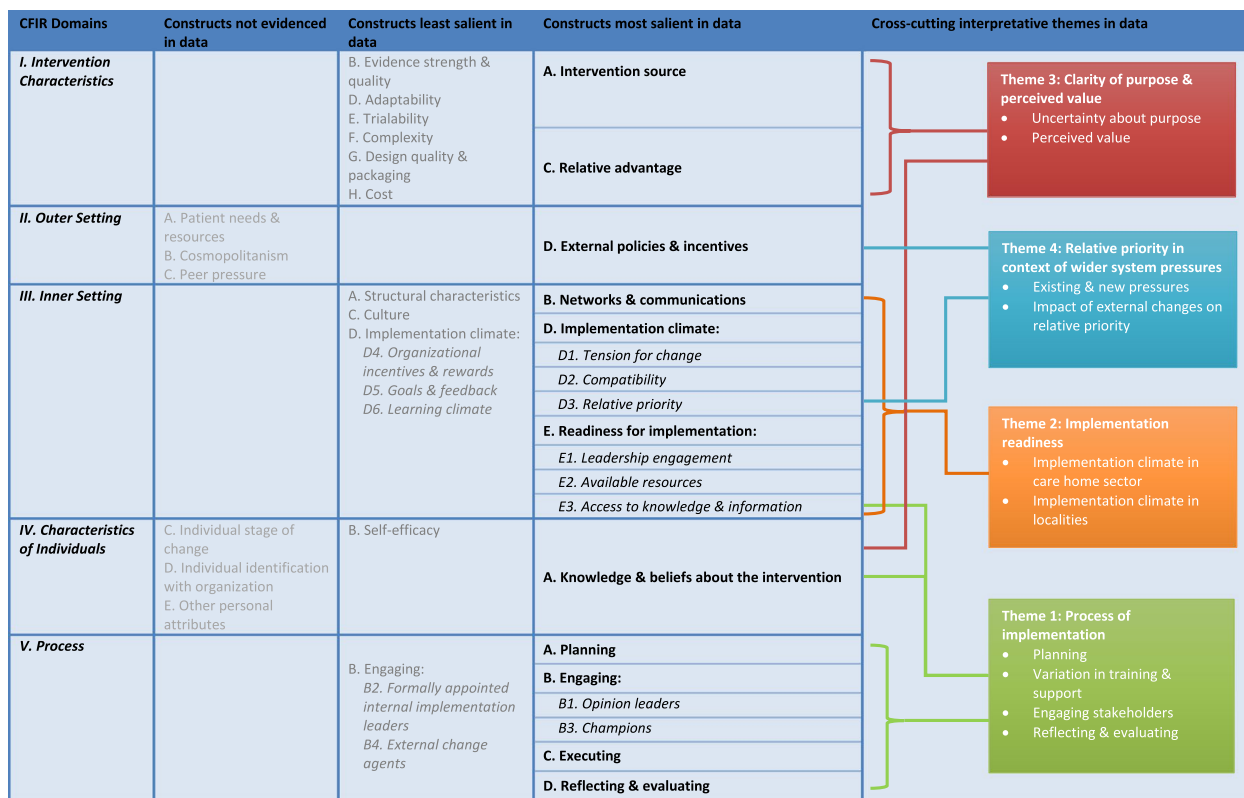 CFIR Domains
Constructs not evidenced
in data
Constructs least salient in
data
Constructs most salient in data
Cross-cutting interpretative themes in data
I. Intervention
Characteristics
B. Evidence strength &
quality
D. Adaptability
E. Trialability
F. Complexity
G. Design quality &
packaging
H. Cost
A. Intervention source
C. Relative advantage
Theme 3: Clarity of purpose &
perceived value
• Uncertainty about purpose
• Perceived value
II. Outer Setting
A. Patient needs &
resources
B. Cosmopolitanism
C. Peer pressure
D. External policies & incentives
Theme 4: Relative priority in
context of wider system pressures
• Existing & new pressures
• Impact of external changes on
relative priority
III. Inner Setting
A. Structural characteristics
C. Culture
D. Implementation climate:
D4. Organizational
incentives & rewards
D5. Goals & feedback
D6. Learning climate
B. Networks & communications
D. Implementation climate:
D1. Tension for change
D2. Compatibility
D3. Relative priority
E. Readiness for implementation:
E1. Leadership engagement
E2. Available resources
E3. Access to knowledge & information
Theme 2: Implementation
readiness
• Implementation climate in
care home sector
• Implementation climate in
localities
IV. Characteristics
of Individuals
C. Individual stage of
change
D. Individual identification
with organization
E. Other personal
attributes
B. Self-efficacy
A. Knowledge & beliefs about the intervention
Theme 1: Process of
implementation
• Planning
• Variation in training &
support
• Engaging stakeholders
• Reflecting & evaluating
V. Process
B. Engaging:
B2. Formally appointed
internal implementation
leaders
B4. External change
agents
A. Planning
B. Engaging:
B1. Opinion leaders
B3. Champions
C. Executing
D. Reflecting & evaluating